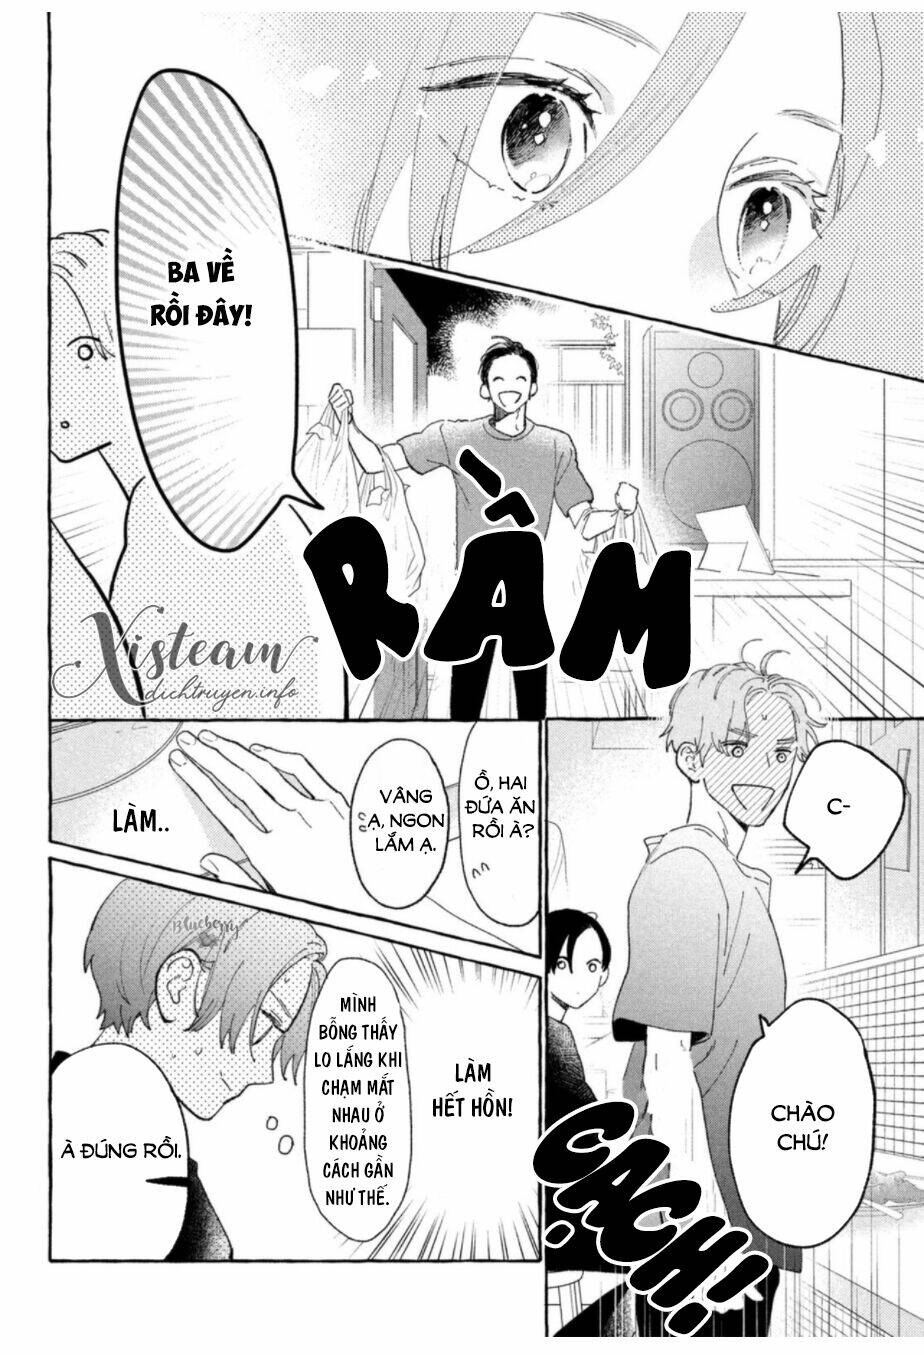 BA VỀ
RỒI ĐÂY!
RẦM
Xisteam
dichtruyen.info
C-
CHÀO
CHÚ!
CẠCH!
Ồ, HAI
ĐỨA ĂN
RỒI À?
VÂNG
Ạ, NGON
LẮM Ạ.
LÀM..
LÀM
HẾT HỒN!
MÌNH
BỖNG THẤY
LO LẮNG KHI
CHẠM MẮT
NHAU Ở
KHOẢNG
CÁCH GẦN
NHƯ THẾ.
Blueberry
À ĐÚNG RỒI.